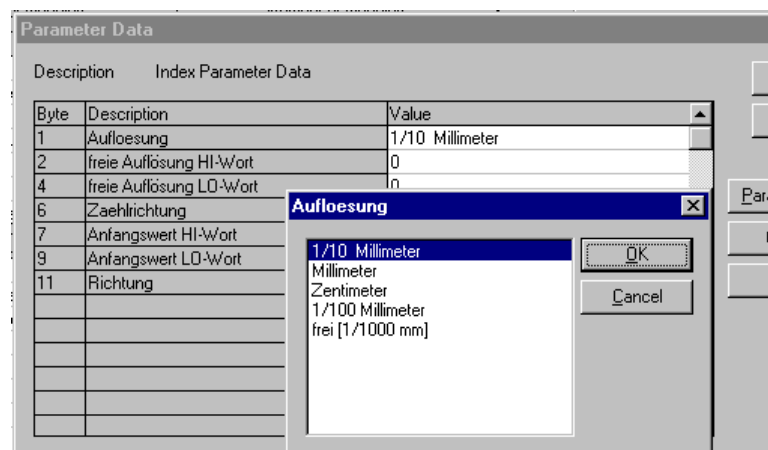 Parameter Data
Description Index Parameter Data
Byte Description Value
1 Aufloesung 1/10 Millimeter
2 freie Auflösung HI-Wort 0
4 freie Auflösung LO-Wort 0
6 Zaehlrichtung
7 Anfangswert HI-Wort
9 Anfangswert LO-Wort
11 Richtung
Aufloesung
1/10 Millimeter
Millimeter
Zentimeter
1/100 Millimeter
frei [1/1000 mm]
OK
Cancel